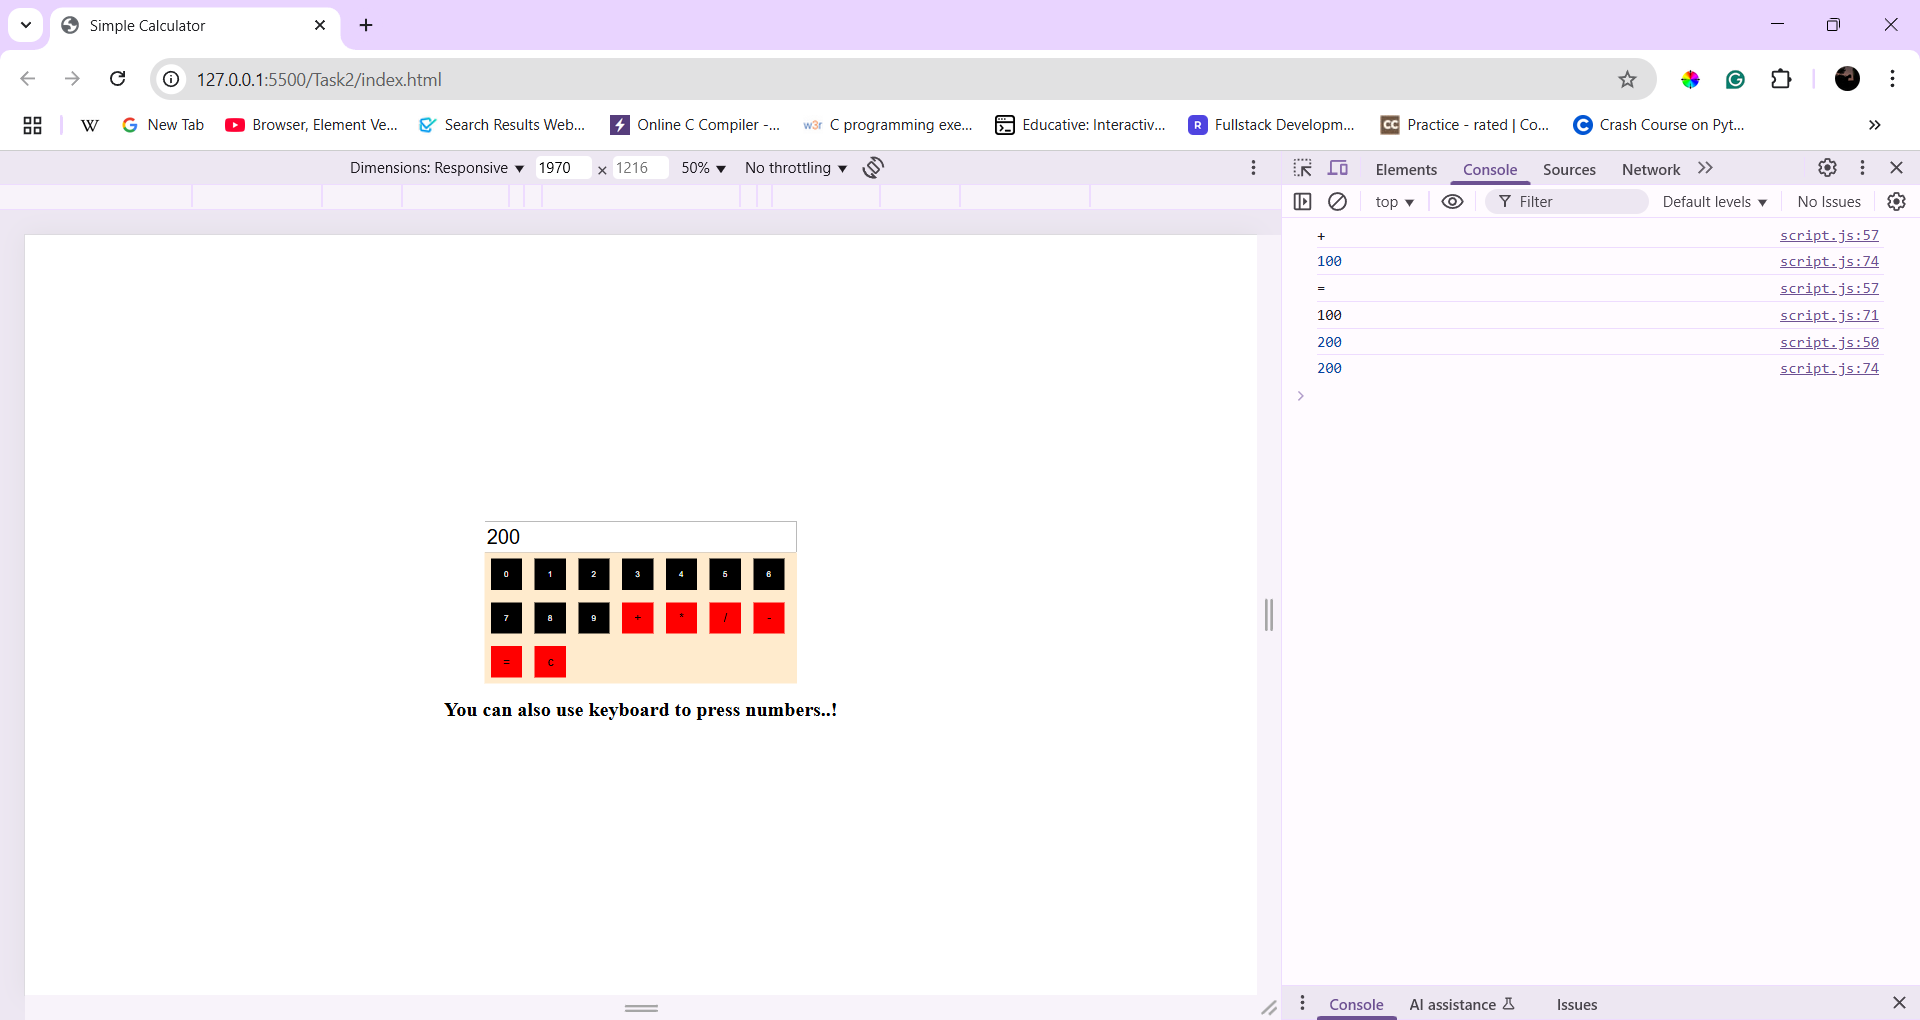 Simple Calculator
127.0.0.1:5500/Task2/index.html
W New Tab Browser, Element Ve... Search Results Web... Online C Compiler -... w3r C programming exe... Educative: Interactiv... R Fullstack Developm... CC Practice - rated | Co... C Crash Course on Pyt... »
Dimensions: Responsive 1970 × 1216 50% No throttling
Elements Console Sources Network »
top Filter Default levels No Issues
+ script.js:57
100 script.js:74
= script.js:57
100 script.js:71
200 script.js:50
200 script.js:74
200
0 1 2 3 4 5 6
7 8 9 + * / -
= c
You can also use keyboard to press numbers..!
Console AI assistance Issues